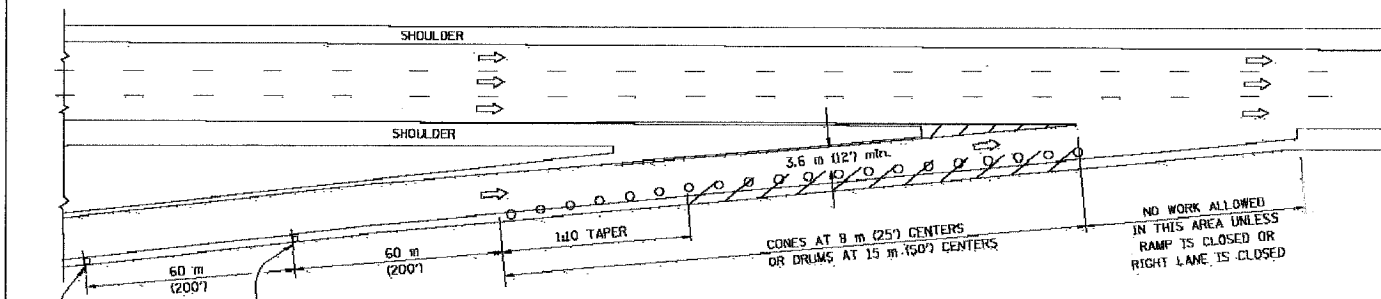 SHOULDER
SHOULDER
3.6 m (12') min.
1:10 TAPER
60 m
(200')
60 m
(200')
CONES AT 8 m (25') CENTERS
OR DRUMS AT 15 m (50') CENTERS
NO WORK ALLOWED
IN THIS AREA UNLESS
RAMP IS CLOSED OR
RIGHT LANE IS CLOSED